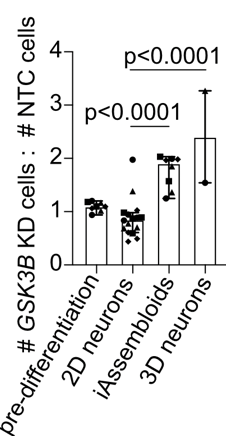 # GSK3B KD cells : # NTC cells
4
3
2
1
0
p<0.0001
p<0.0001
pre-differentiation
2D neurons
iAssembloids
3D neurons